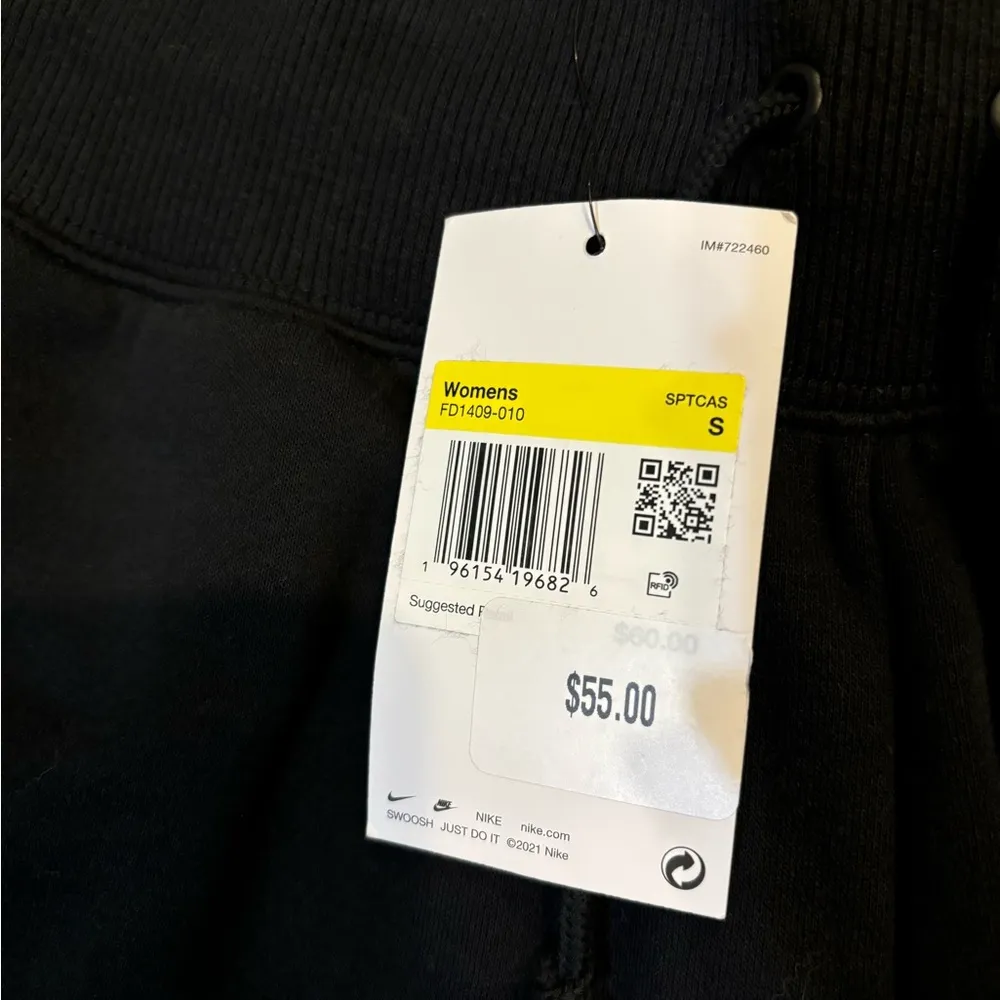 IM#722460
Womens
FD1409-010
SPTCAS
S
1 96154 19682 6
RFID
Suggested Retail
$60.00
$55.00
NIKE nike.com
SWOOSH JUST DO IT ©2021 Nike